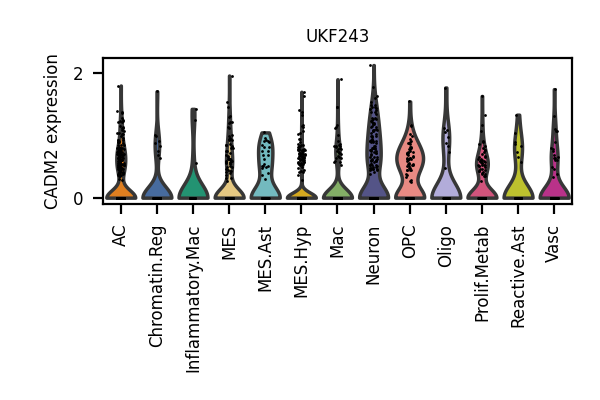 UKF243
CADM2 expression
2
0
AC
Chromatin.Reg
Inflammatory.Mac
MES
MES.Ast
MES.Hyp
Mac
Neuron
OPC
Oligo
Prolif.Metab
Reactive.Ast
Vasc